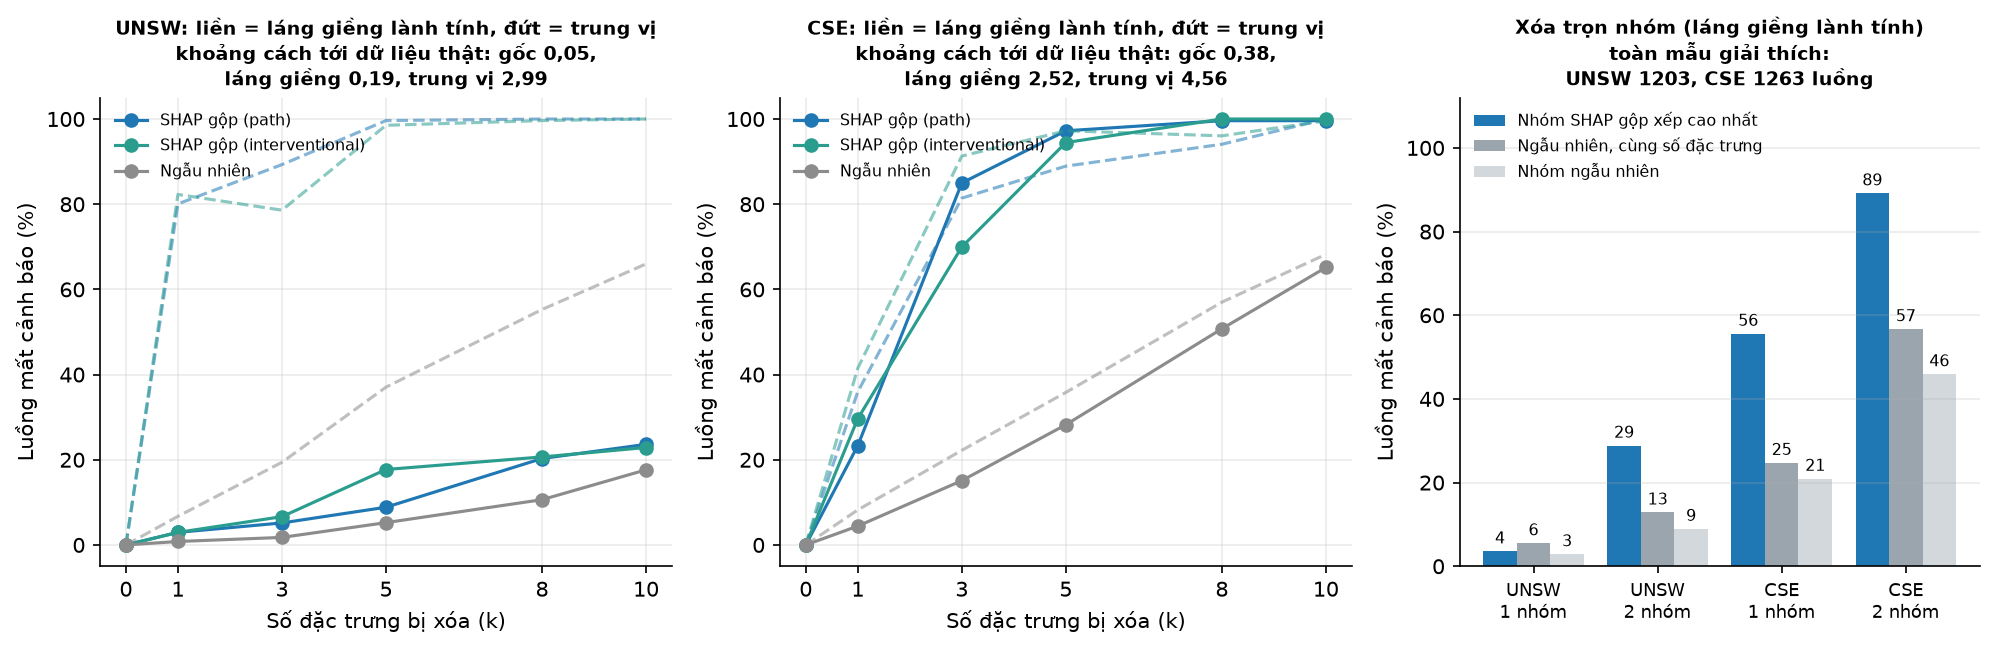 UNSW: liền = láng giềng lành tính, đứt = trung vị
khoảng cách tới dữ liệu thật: gốc 0,05,
láng giềng 0,19, trung vị 2,99
100
80
60
40
20
0
Luồng mất cảnh báo (%)
SHAP gộp (path)
SHAP gộp (interventional)
Ngẫu nhiên
0 1 3 5 8 10
Số đặc trưng bị xóa (k)
CSE: liền = láng giềng lành tính, đứt = trung vị
khoảng cách tới dữ liệu thật: gốc 0,38,
láng giềng 2,52, trung vị 4,56
100
80
60
40
20
0
Luồng mất cảnh báo (%)
SHAP gộp (path)
SHAP gộp (interventional)
Ngẫu nhiên
0 1 3 5 8 10
Số đặc trưng bị xóa (k)
Xóa trọn nhóm (láng giềng lành tính)
toàn mẫu giải thích:
UNSW 1203, CSE 1263 luồng
100
80
60
40
20
0
Luồng mất cảnh báo (%)
Nhóm SHAP gộp xếp cao nhất
Ngẫu nhiên, cùng số đặc trưng
Nhóm ngẫu nhiên
4 6 3
29 13 9
56 25 21
89 57 46
UNSW
1 nhóm
UNSW
2 nhóm
CSE
1 nhóm
CSE
2 nhóm